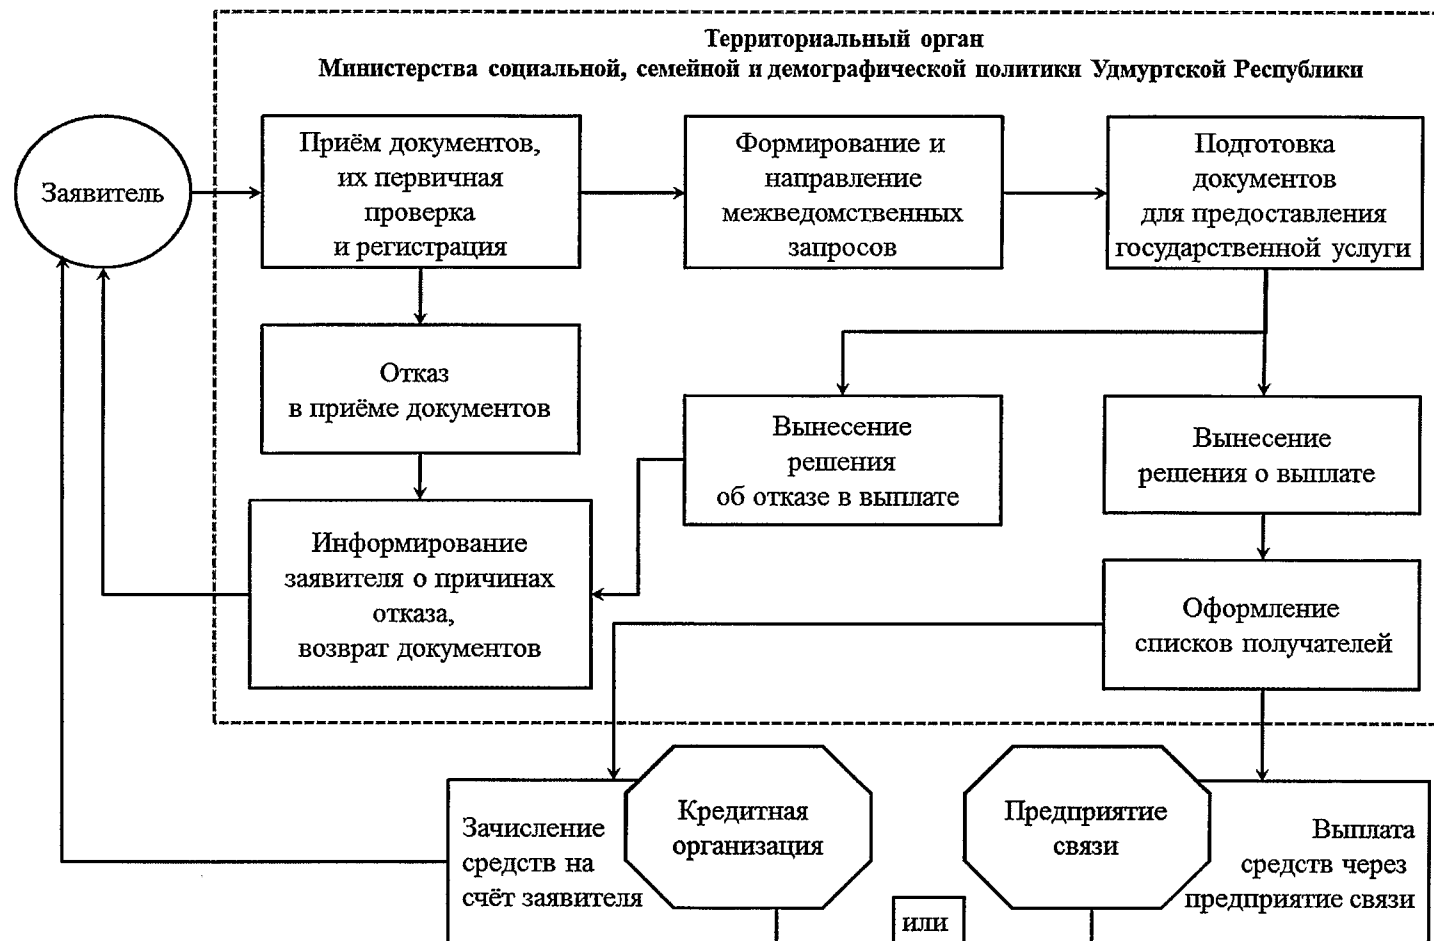 Территориальный орган
Министерства социальной, семейной и демографической политики Удмуртской Республики
Заявитель
Приём документов,
их первичная
проверка
и регистрация
Формирование и
направление
межведомственных
запросов
Подготовка
документов
для предоставления
государственной услуги
Отказ
в приёме документов
Вынесение
решения
об отказе в выплате
Вынесение
решения о выплате
Информирование
заявителя о причинах
отказа,
возврат документов
Оформление
списков получателей
Зачисление
средств на
счёт заявителя
Кредитная
организация
Предприятие
связи
Выплата
средств через
предприятие связи
или